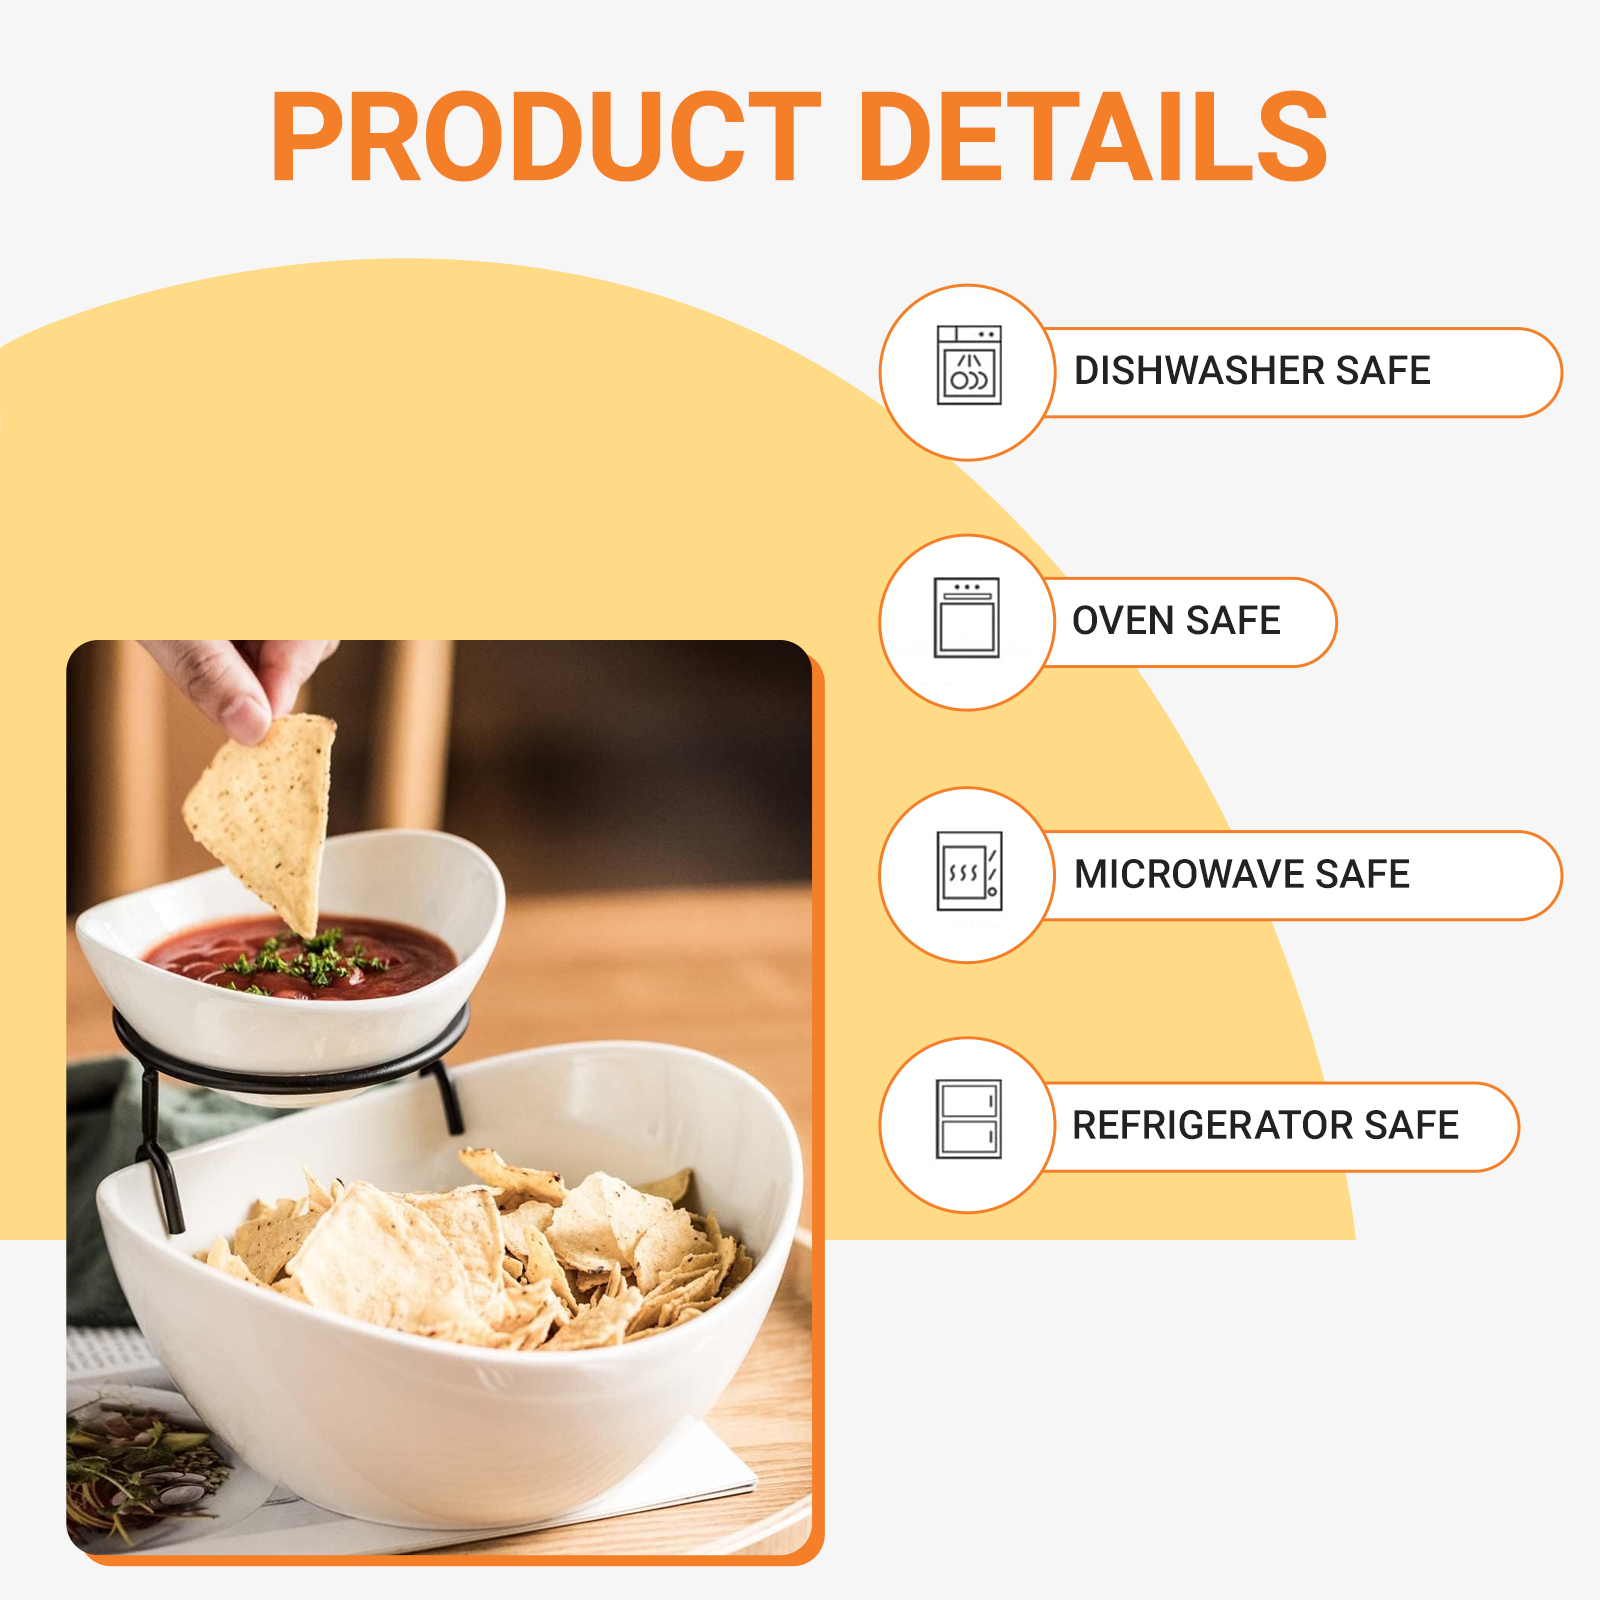 PRODUCT DETAILS
DISHWASHER SAFE
OVEN SAFE
MICROWAVE SAFE
REFRIGERATOR SAFE